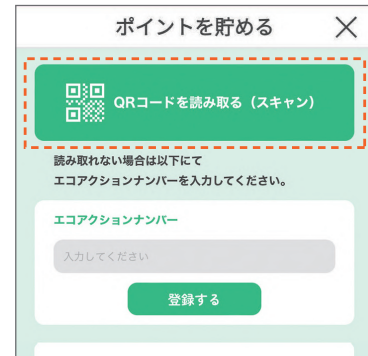 ポイントを貯める
QRコードを読み取る（スキャン）
読み取れない場合は以下にて
エコアクションナンバーを入力してください。
エコアクションナンバー
入力してください
登録する